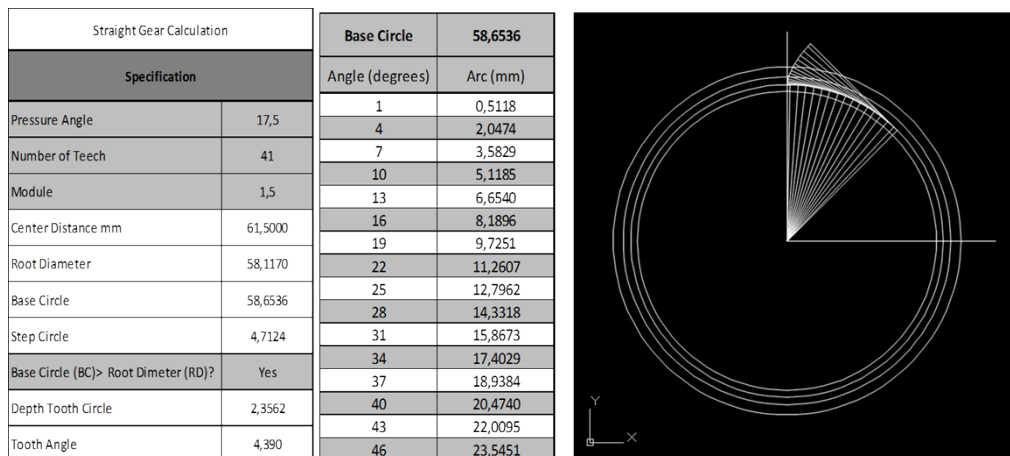 Straight Gear Calculation
Specification
Pressure Angle 17,5
Number of Teech 41
Module 1,5
Center Distance mm 61,5000
Root Diameter 58,1170
Base Circle 58,6536
Step Circle 4,7124
Base Circle (BC)> Root Dimeter (RD)? Yes
Depth Tooth Circle 2,3562
Tooth Angle 4,390
Base Circle 58,6536
Angle (degrees) Arc (mm)
1 0,5118
4 2,0474
7 3,5829
10 5,1185
13 6,6540
16 8,1896
19 9,7251
22 11,2607
25 12,7962
28 14,3318
31 15,8673
34 17,4029
37 18,9384
40 20,4740
43 22,0095
46 23,5451
Y
X